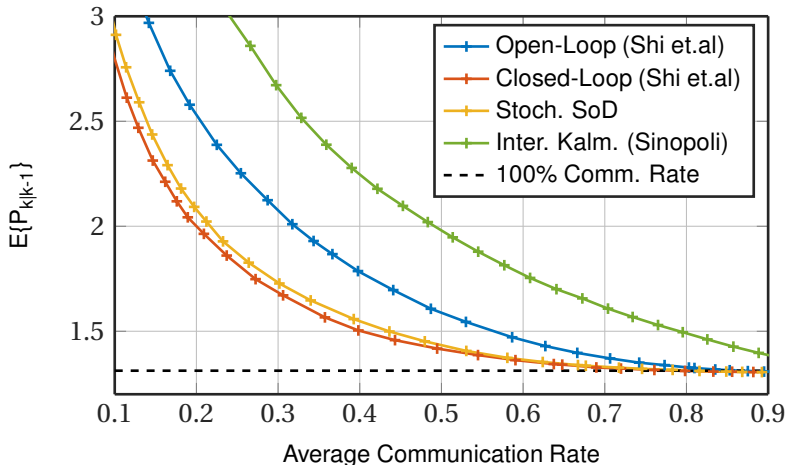 3
2.5
2
1.5
E{P_{k|k-1}}
Open-Loop (Shi et.al)
Closed-Loop (Shi et.al)
Stoch. SoD
Inter. Kalm. (Sinopoli)
100% Comm. Rate
0.1 0.2 0.3 0.4 0.5 0.6 0.7 0.8 0.9
Average Communication Rate